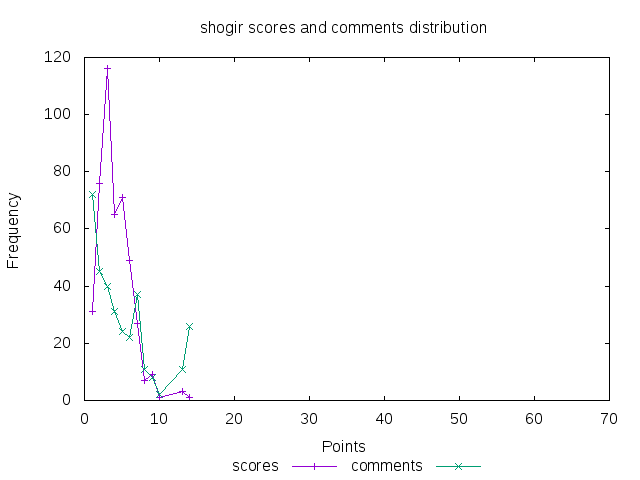 shogir scores and comments distribution
120
100
80
60
40
20
0
Frequency
0 10 20 30 40 50 60 70
Points
scores comments